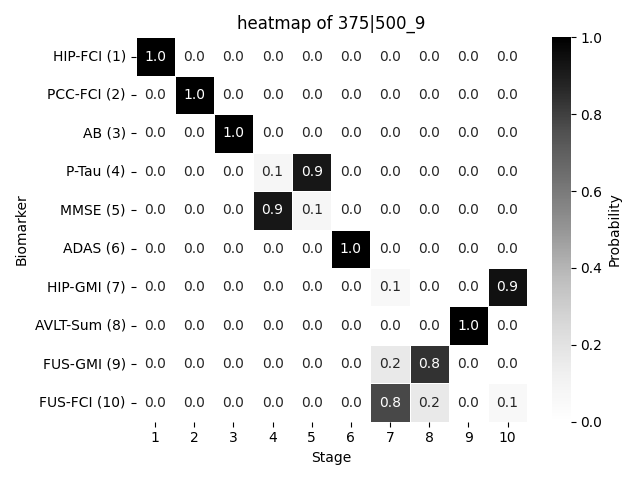 heatmap of 375|500_9
HIP-FCI (1) 1.0 0.0 0.0 0.0 0.0 0.0 0.0 0.0 0.0 0.0
PCC-FCI (2) 0.0 1.0 0.0 0.0 0.0 0.0 0.0 0.0 0.0 0.0
AB (3) 0.0 0.0 1.0 0.0 0.0 0.0 0.0 0.0 0.0 0.0
P-Tau (4) 0.0 0.0 0.0 0.1 0.9 0.0 0.0 0.0 0.0 0.0
MMSE (5) 0.0 0.0 0.0 0.9 0.1 0.0 0.0 0.0 0.0 0.0
ADAS (6) 0.0 0.0 0.0 0.0 0.0 1.0 0.0 0.0 0.0 0.0
HIP-GMI (7) 0.0 0.0 0.0 0.0 0.0 0.0 0.1 0.0 0.0 0.9
AVLT-Sum (8) 0.0 0.0 0.0 0.0 0.0 0.0 0.0 0.0 1.0 0.0
FUS-GMI (9) 0.0 0.0 0.0 0.0 0.0 0.0 0.2 0.8 0.0 0.0
FUS-FCI (10) 0.0 0.0 0.0 0.0 0.0 0.0 0.8 0.2 0.0 0.1
1 2 3 4 5 6 7 8 9 10
Stage
Biomarker
1.0
0.8
0.6
0.4
0.2
0.0
Probability